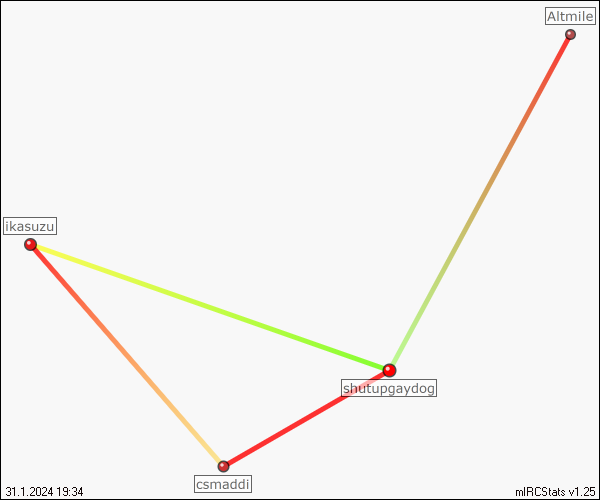 Altmile
ikasuzu
shutupgaydog
csmaddi
31.1.2024 19:34
mIRCStats v1.25